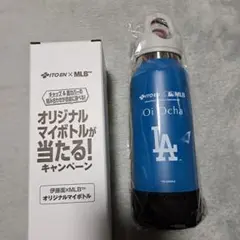 ITO EN × MLB
オリジナル
マイボトルが
当たる!
キャンペーン
伊藤園×MLB
オリジナルマイボトル
ITO EN × MLB
Oi Ocha
LA